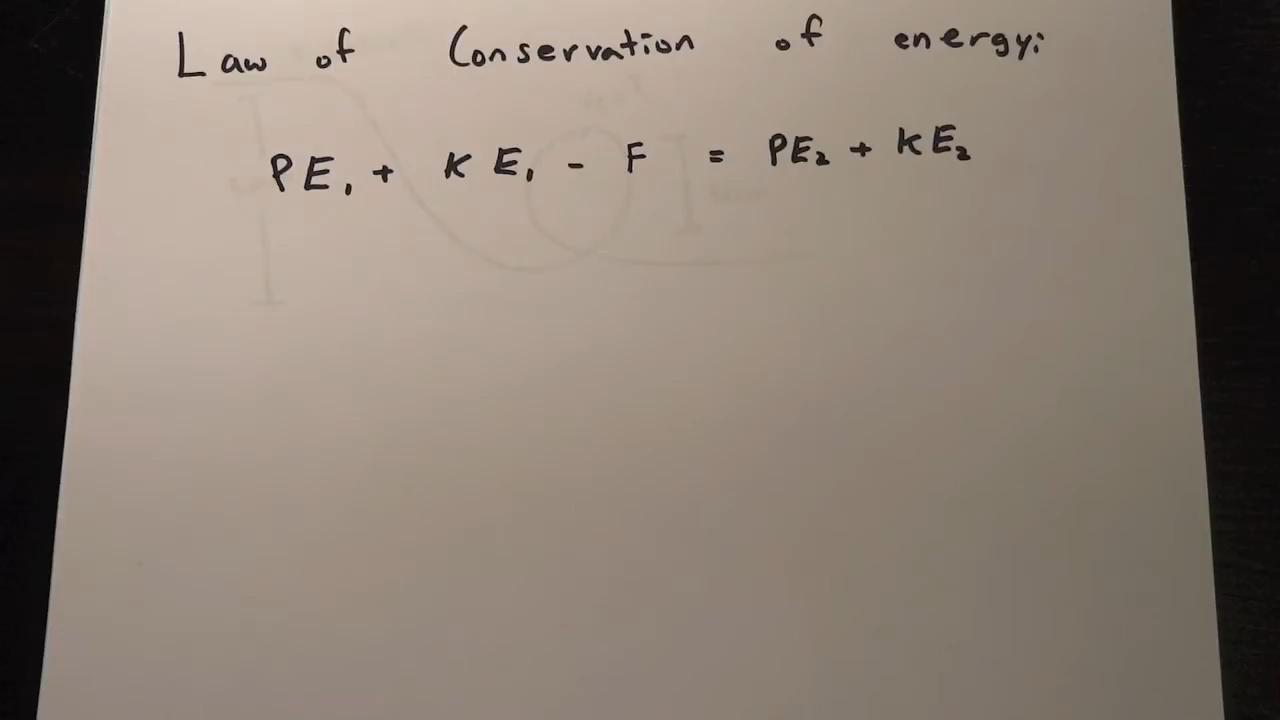 Law of Conservation of energy:
PE₁ + KE₁ - F = PE₂ + KE₂